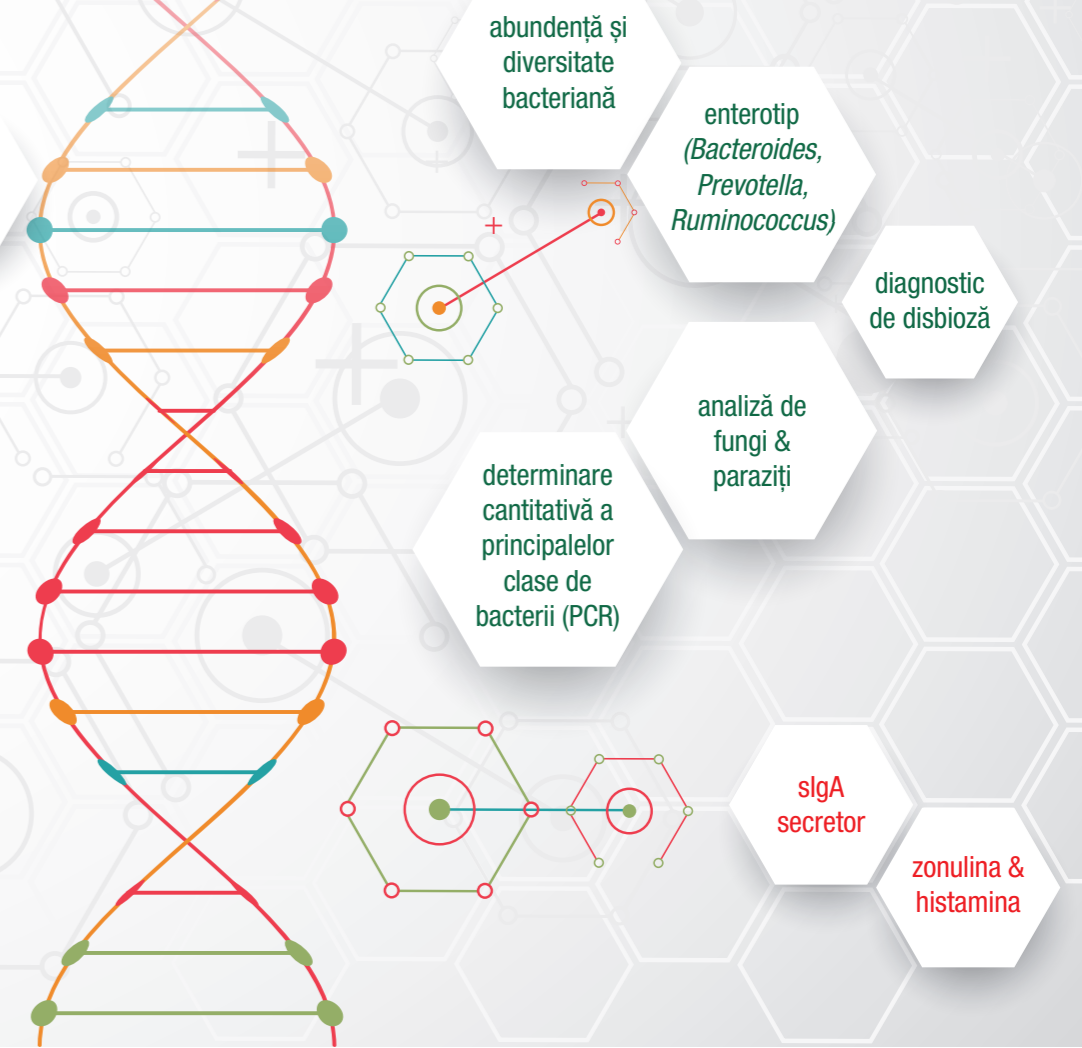 abundență și
diversitate
bacteriană
enterotip
(Bacteroides,
Prevotella,
Ruminococcus)
diagnostic
de disbioză
analiză de
fungi &
paraziți
determinare
cantitativă a
principalelor
clase de
bacterii (PCR)
sIgA
secretor
zonulina &
histamina